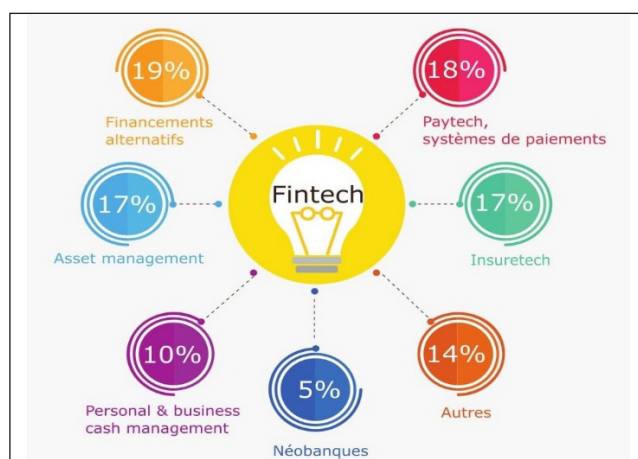 19%
Financements
alternatifs
18%
Paytech,
systèmes de paiements
Fintech
17%
Asset management
17%
Insuretech
10%
Personal & business
cash management
5%
Néobanques
14%
Autres